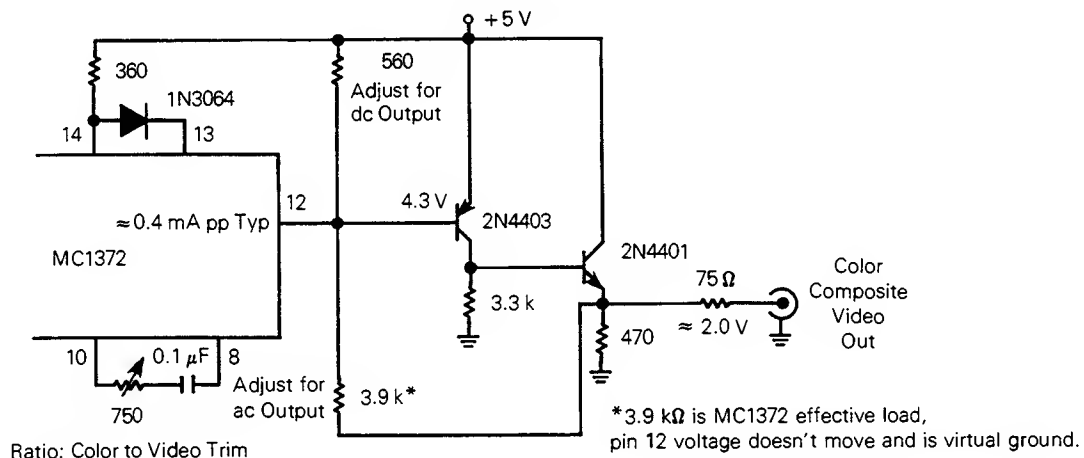 +5 V
360
560
Adjust for
dc Output
1N3064
14
13
12
4.3 V
2N4403
≈0.4 mA pp Typ
MC1372
2N4401
75 Ω
Color
Composite
Video
Out
3.3 k
470
≈ 2.0 V
10
0.1 µF
8
750
Adjust for
ac Output
3.9 k*
*3.9 kΩ is MC1372 effective load,
pin 12 voltage doesn't move and is virtual ground.
Ratio: Color to Video Trim